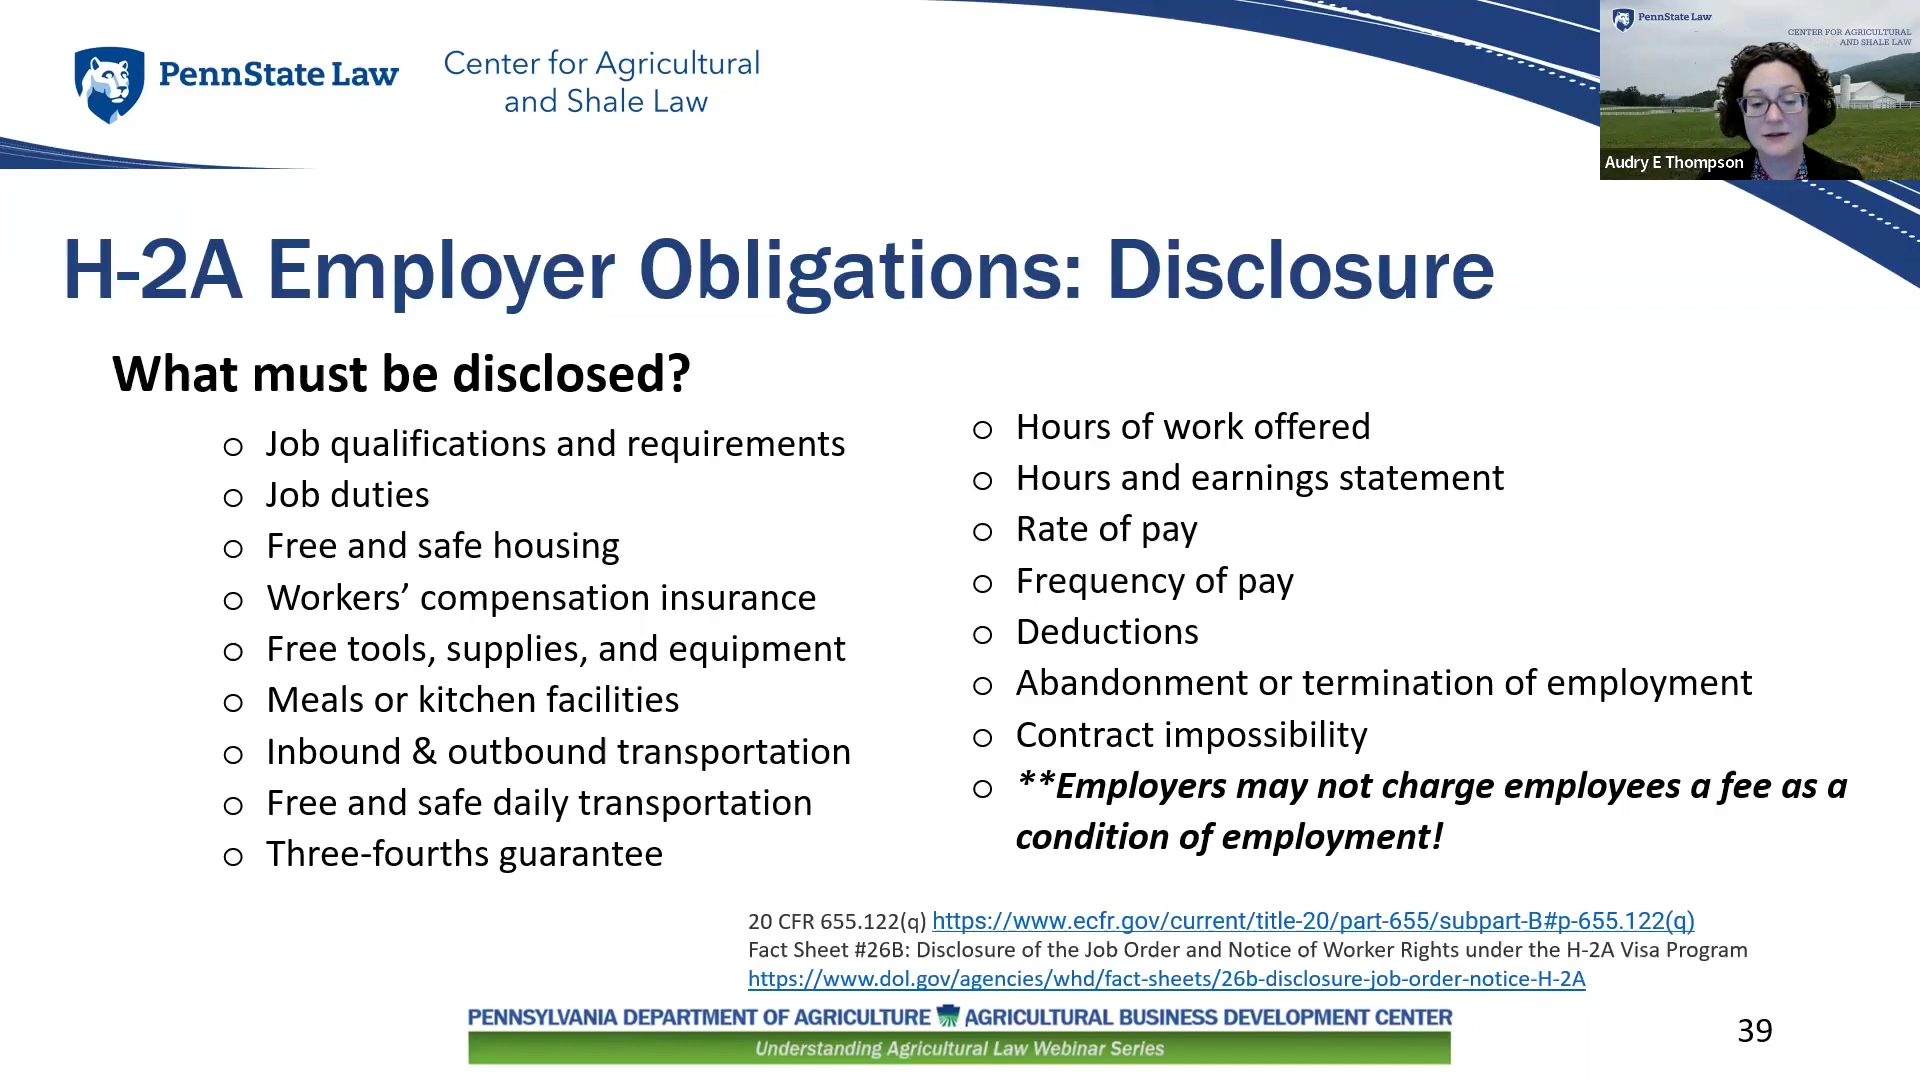 PennState Law
Center for Agricultural
and Shale Law
PennState Law
CENTER FOR AGRICULTURAL
AND SHALE LAW
Audry E Thompson
H-2A Employer Obligations: Disclosure
What must be disclosed?
o Job qualifications and requirements
o Job duties
o Free and safe housing
o Workers’ compensation insurance
o Free tools, supplies, and equipment
o Meals or kitchen facilities
o Inbound & outbound transportation
o Free and safe daily transportation
o Three-fourths guarantee
o Hours of work offered
o Hours and earnings statement
o Rate of pay
o Frequency of pay
o Deductions
o Abandonment or termination of employment
o Contract impossibility
o **Employers may not charge employees a fee as a
condition of employment!
20 CFR 655.122(q) https://www.ecfr.gov/current/title-20/part-655/subpart-B#p-655.122(q)
Fact Sheet #26B: Disclosure of the Job Order and Notice of Worker Rights under the H-2A Visa Program
https://www.dol.gov/agencies/whd/fact-sheets/26b-disclosure-job-order-notice-H-2A
PENNSYLVANIA DEPARTMENT OF AGRICULTURE AGRICULTURAL BUSINESS DEVELOPMENT CENTER
Understanding Agricultural Law Webinar Series
39